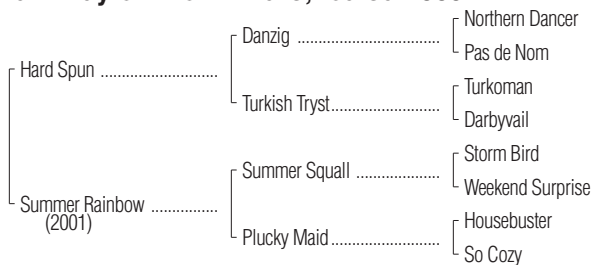 Northern Dancer
Danzig
Pas de Nom
Hard Spun
Turkoman
Turkish Tryst
Darbyvail
Storm Bird
Summer Squall
Weekend Surprise
Summer Rainbow
(2001)
Housebuster
Plucky Maid
So Cozy